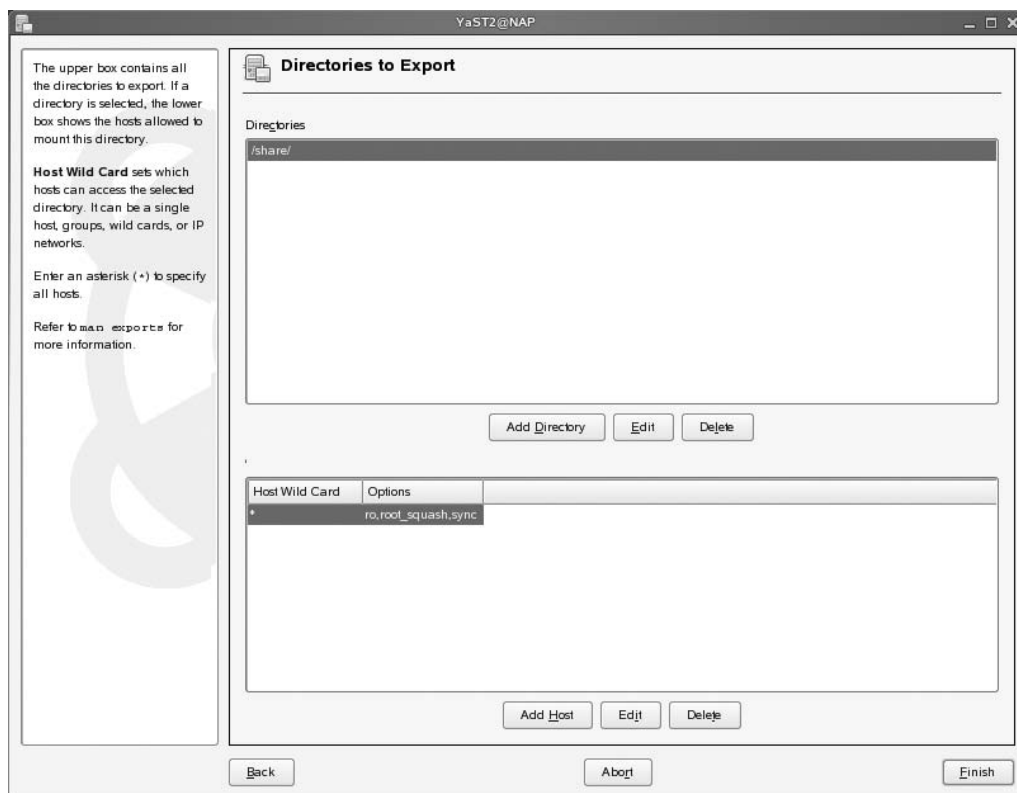 YaST2@NAP
The upper box contains all
the directories to export. If a
directory is selected, the lower
box shows the hosts allowed to
mount this directory.
Host Wild Card sets which
hosts can access the selected
directory. It can be a single
host, groups, wild cards, or IP
networks.
Enter an asterisk (*) to specify
all hosts.
Refer to man exports for
more information.
Directories to Export
Directories
/share/
Add Directory
Edit
Delete
Host Wild Card
Options
*
ro,root_squash,sync
Add Host
Edit
Delete
Back
Abort
Finish